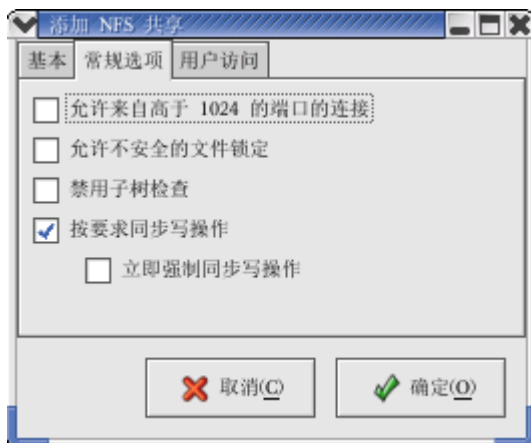 添加 NFS 共享
基本 常规选项 用户访问
允许来自高于 1024 的端口的连接
允许不安全的文件锁定
禁用子树检查
按要求同步写操作
立即强制同步写操作
取消(C) 确定(O)